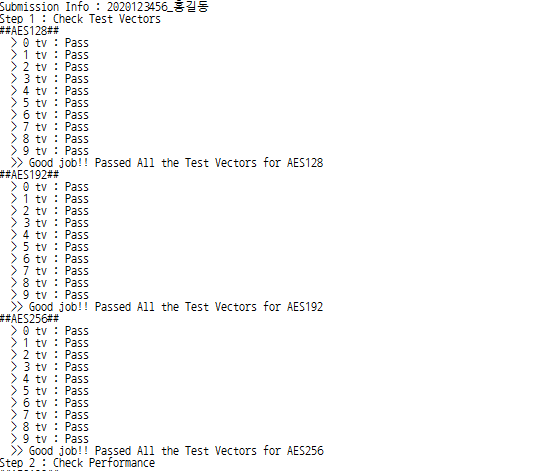 Submission Info : 2020123456_홍길동
Step 1 : Check Test Vectors
##AES128##
> 0 tv : Pass
> 1 tv : Pass
> 2 tv : Pass
> 3 tv : Pass
> 4 tv : Pass
> 5 tv : Pass
> 6 tv : Pass
> 7 tv : Pass
> 8 tv : Pass
> 9 tv : Pass
>> Good job!! Passed All the Test Vectors for AES128
##AES192##
> 0 tv : Pass
> 1 tv : Pass
> 2 tv : Pass
> 3 tv : Pass
> 4 tv : Pass
> 5 tv : Pass
> 6 tv : Pass
> 7 tv : Pass
> 8 tv : Pass
> 9 tv : Pass
>> Good job!! Passed All the Test Vectors for AES192
##AES256##
> 0 tv : Pass
> 1 tv : Pass
> 2 tv : Pass
> 3 tv : Pass
> 4 tv : Pass
> 5 tv : Pass
> 6 tv : Pass
> 7 tv : Pass
> 8 tv : Pass
> 9 tv : Pass
>> Good job!! Passed All the Test Vectors for AES256
Step 2 : Check Performance